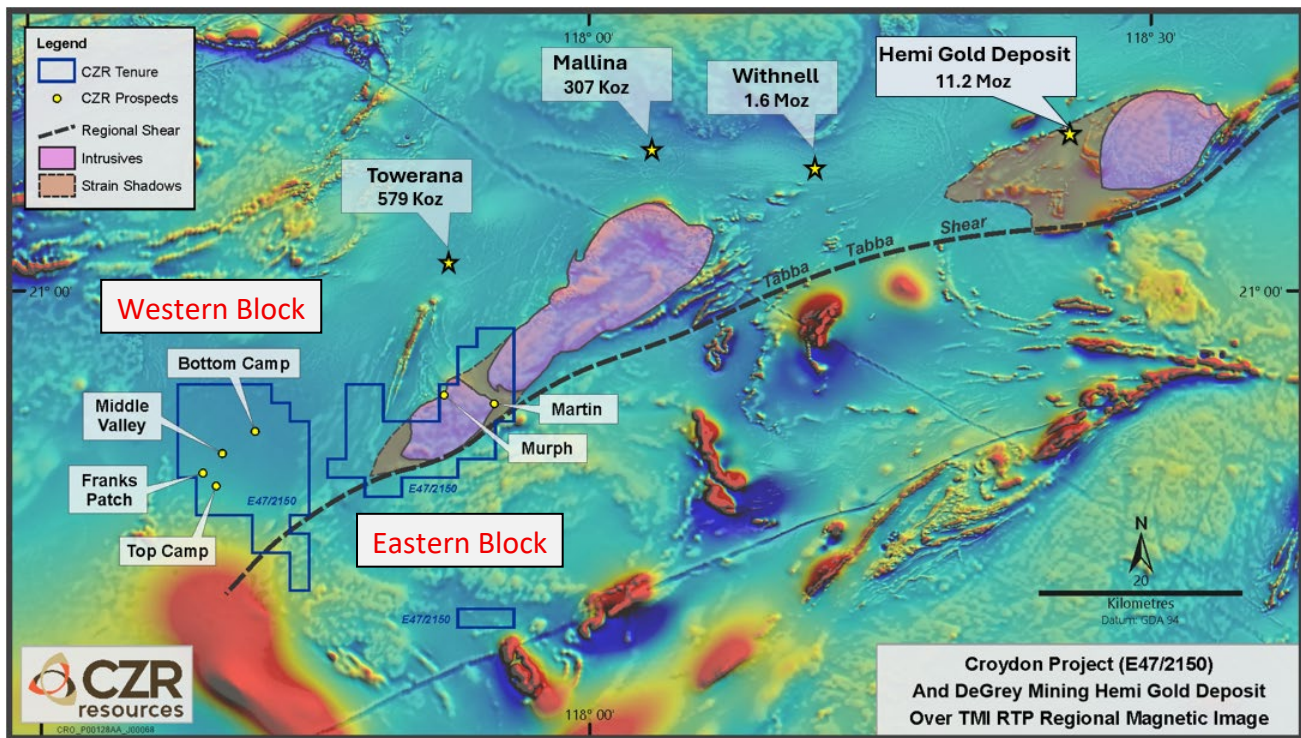 118° 00'
118° 30'
Legend
CZR Tenure
CZR Prospects
Regional Shear
Intrusives
Strain Shadows
Mallina
307 Koz
Withnell
1.6 Moz
Hemi Gold Deposit
11.2 Moz
Towerana
579 Koz
Tabba Tabba Shear
21° 00'
21° 00'
Western Block
Bottom Camp
Middle
Valley
Franks
Patch
Top Camp
E47/2150
Martin
Murph
E47/2150
Eastern Block
E47/2150
N
20
Kilometres
Datum: GDA 94
CZR
resources
CRO_P00128AA_J00068
118° 00'
Croydon Project (E47/2150)
And DeGrey Mining Hemi Gold Deposit
Over TMI RTP Regional Magnetic Image